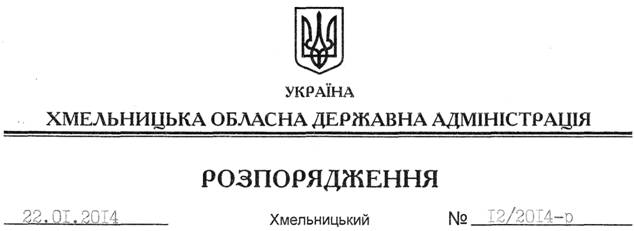 УКРАЇНА
ХМЕЛЬНИЦЬКА ОБЛАСНА ДЕРЖАВНА АДМІНІСТРАЦІЯ
РОЗПОРЯДЖЕННЯ
22.01.2014 Хмельницький № 12/2014-р